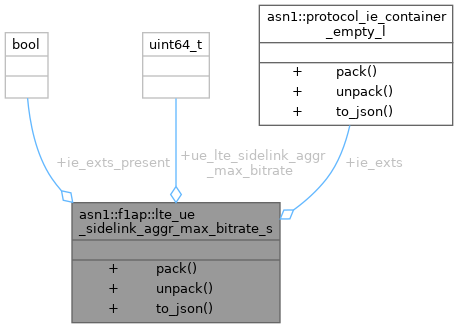 bool
uint64_t
asn1::protocol_ie_container
_empty_l
+ pack()
+ unpack()
+ to_json()
+ie_exts_present
+ue_lte_sidelink_aggr
_max_bitrate
+ie_exts
asn1::f1ap::lte_ue
_sidelink_aggr_max_bitrate_s
+ pack()
+ unpack()
+ to_json()